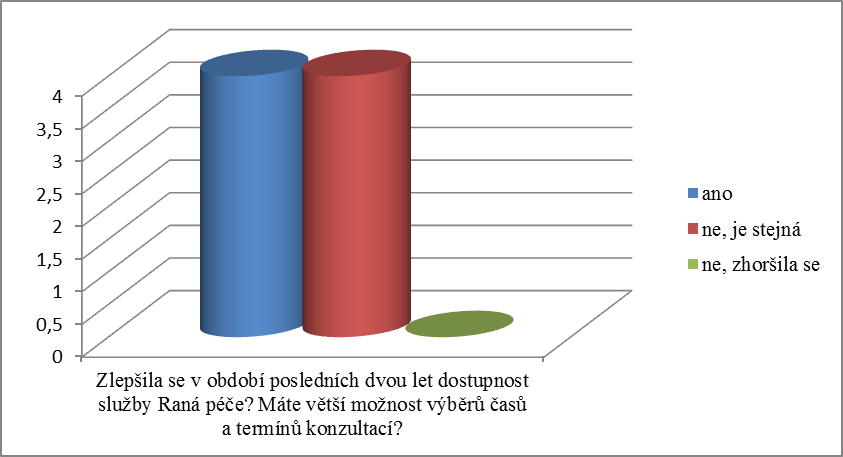 4
3,5
3
2,5
2
1,5
1
0,5
0
Zlepšila se v období posledních dvou let dostupnost
služby Raná péče? Máte větší možnost výběrů časů
a termínů konzultací?
ano
ne, je stejná
ne, zhoršila se